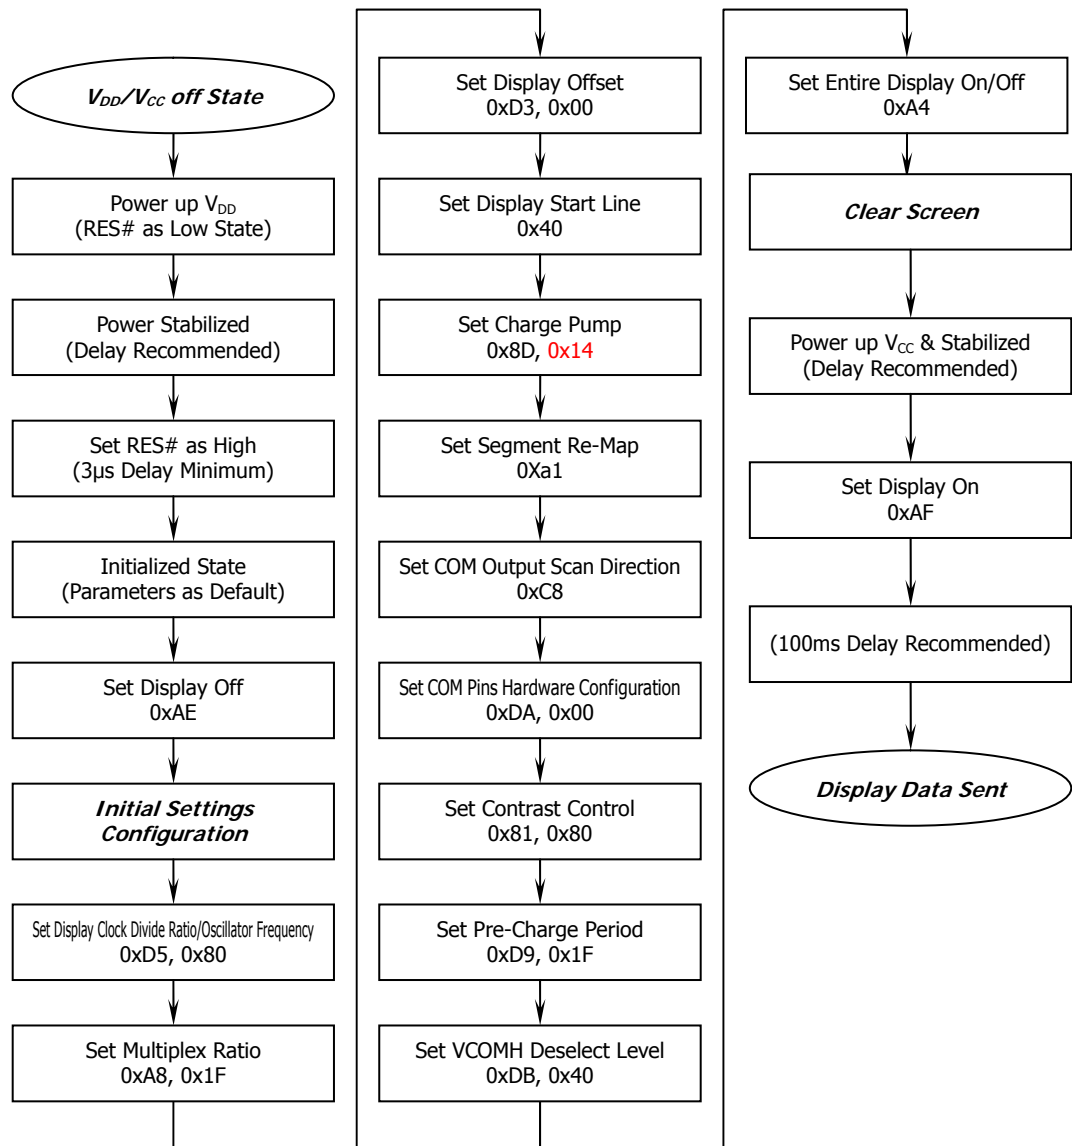 V_DD/V_CC off State
Power up V_DD
(RES# as Low State)
Power Stabilized
(Delay Recommended)
Set RES# as High
(3μs Delay Minimum)
Initialized State
(Parameters as Default)
Set Display Off
0xAE
Initial Settings
Configuration
Set Display Clock Divide Ratio/Oscillator Frequency
0xD5, 0x80
Set Multiplex Ratio
0xA8, 0x1F
Set Display Offset
0xD3, 0x00
Set Display Start Line
0x40
Set Charge Pump
0x8D, 0x14
Set Segment Re-Map
0Xa1
Set COM Output Scan Direction
0xC8
Set COM Pins Hardware Configuration
0xDA, 0x00
Set Contrast Control
0x81, 0x80
Set Pre-Charge Period
0xD9, 0x1F
Set VCOMH Deselect Level
0xDB, 0x40
Set Entire Display On/Off
0xA4
Clear Screen
Power up V_CC & Stabilized
(Delay Recommended)
Set Display On
0xAF
(100ms Delay Recommended)
Display Data Sent